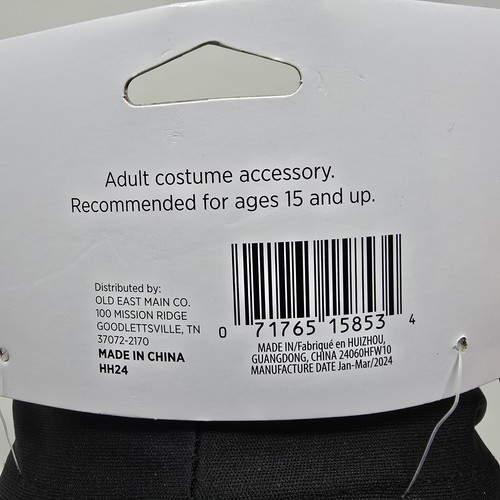 Adult costume accessory.
Recommended for ages 15 and up.
Distributed by:
OLD EAST MAIN CO.
100 MISSION RIDGE
GOODLETTSVILLE, TN
37072-2170
MADE IN CHINA
HH24
0 71765 15853 4
MADE IN/Fabriqué en HUIZHOU,
GUANGDONG, CHINA 24060HFW10
MANUFACTURE DATE Jan-Mar/2024